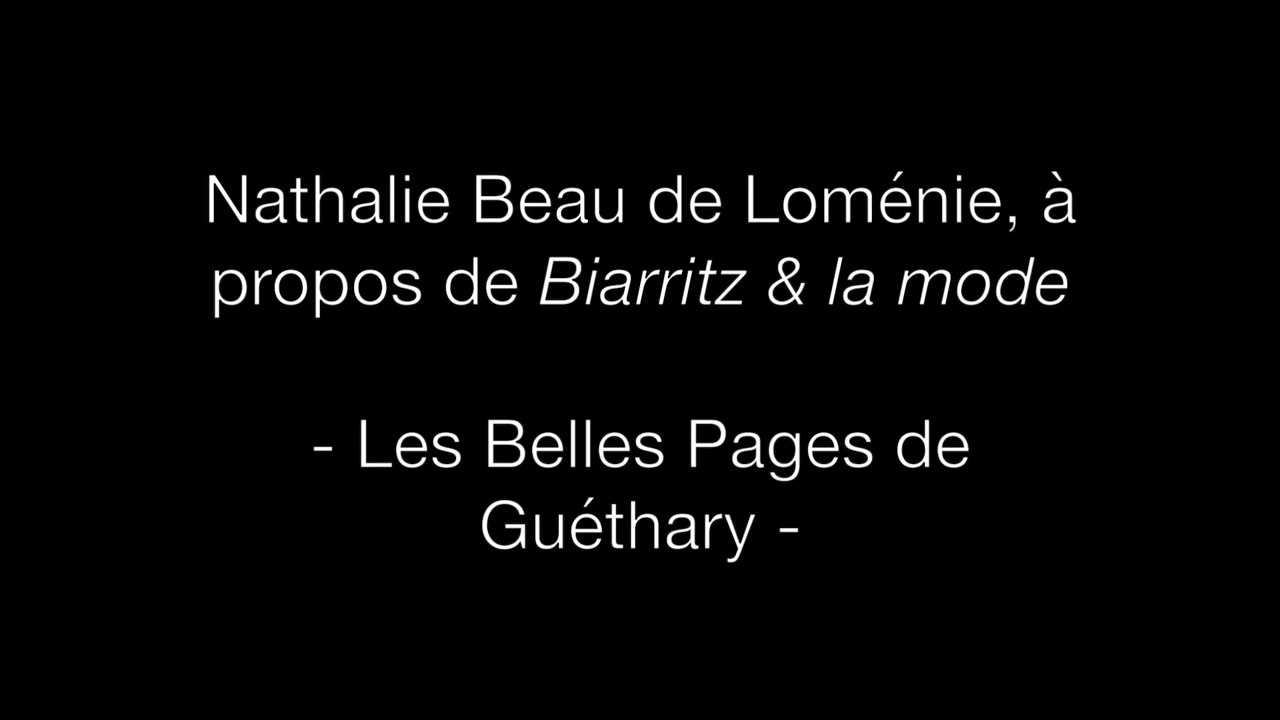 Nathalie Beau de Loménie, à
propos de Biarritz & la mode
- Les Belles Pages de
Guéthary -